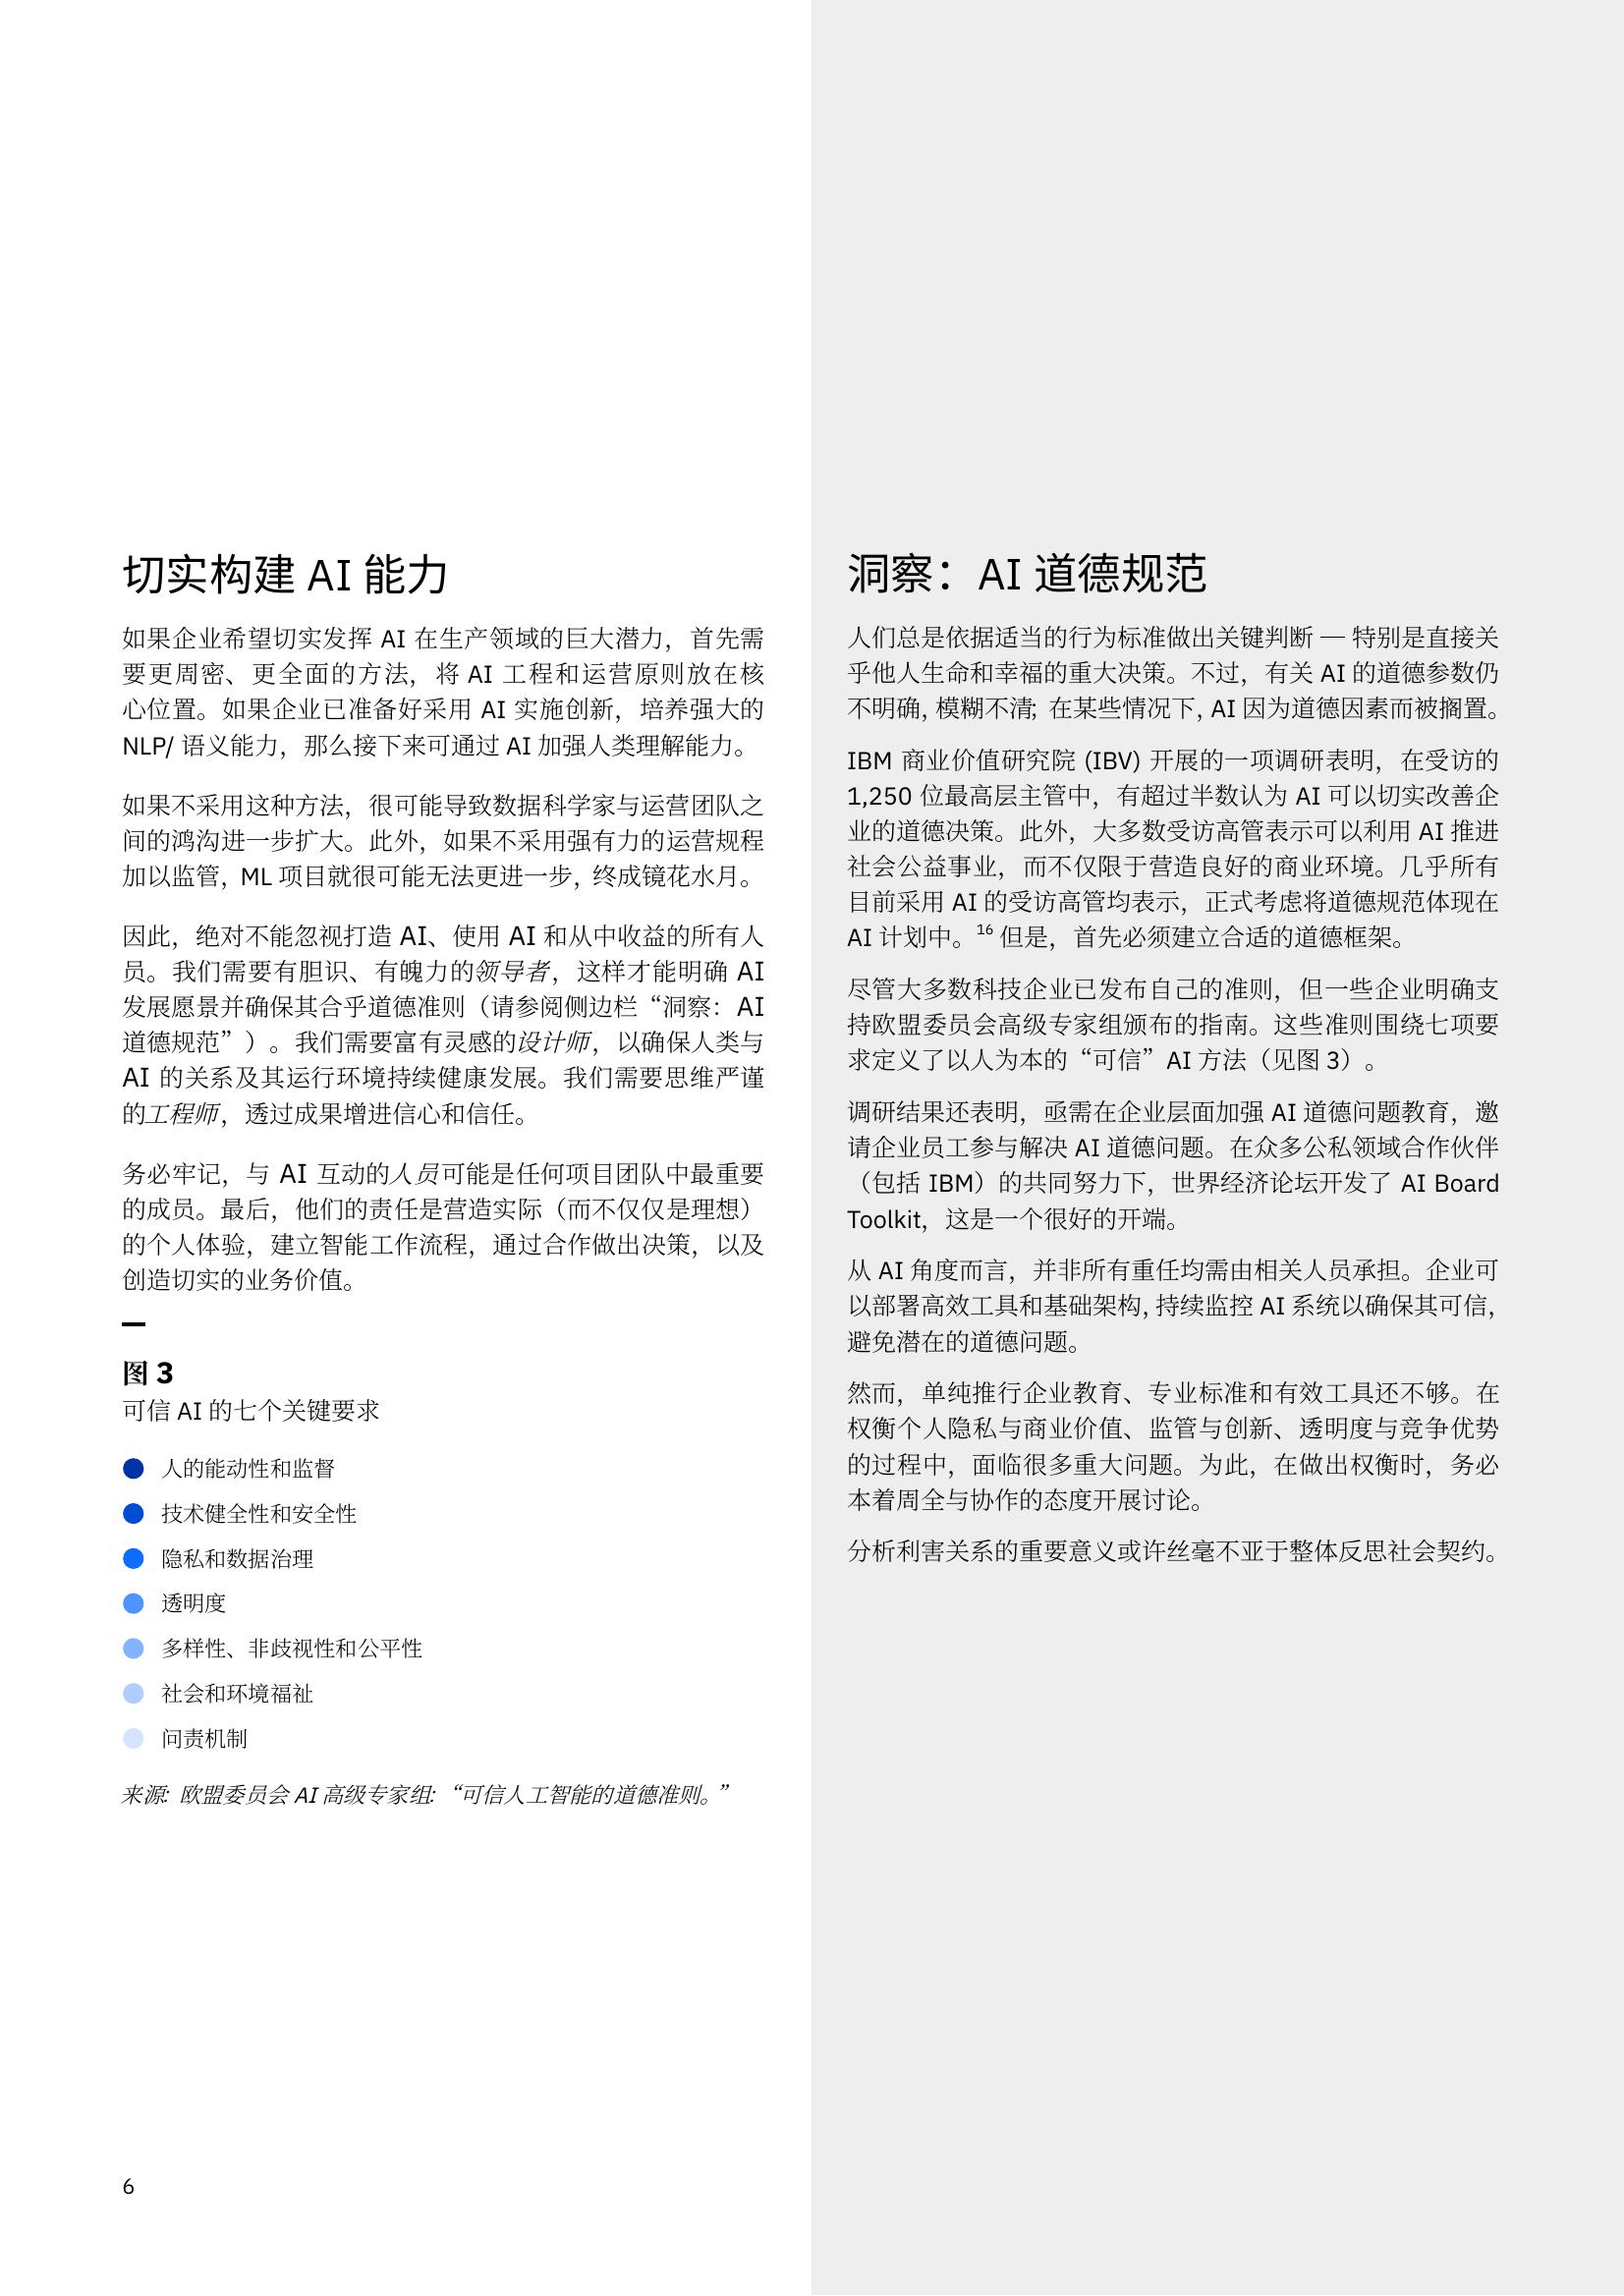 切实构建 AI 能力
如果企业希望切实发挥 AI 在生产领域的巨大潜力，首先需
要更周密、更全面的方法，将 AI 工程和运营原则放在核
心位置。如果企业已准备好采用 AI 实施创新，培养强大的
NLP/ 语义能力，那么接下来可通过 AI 加强人类理解能力。
如果不采用这种方法，很可能导致数据科学家与运营团队之
间的鸿沟进一步扩大。此外，如果不采用强有力的运营规程
加以监管，ML 项目就很可能无法更进一步，终成镜花水月。
因此，绝对不能忽视打造 AI、使用 AI 和从中收益的所有人
员。我们需要有胆识、有魄力的领导者，这样才能明确 AI
发展愿景并确保其合乎道德准则（请参阅侧边栏“洞察：AI
道德规范”）。我们需要富有灵感的设计师，以确保人类与
AI 的关系及其运行环境持续健康发展。我们需要思维严谨
的工程师，透过成果增进信心和信任。
务必牢记，与 AI 互动的人员可能是任何项目团队中最重要
的成员。最后，他们的责任是营造实际（而不仅仅是理想）
的个人体验，建立智能工作流程，通过合作做出决策，以及
创造切实的业务价值。
图 3
可信 AI 的七个关键要求
人的能动性和监督
技术健全性和安全性
隐私和数据治理
透明度
多样性、非歧视性和公平性
社会和环境福祉
问责机制
来源：欧盟委员会 AI 高级专家组：“可信人工智能的道德准则。”
洞察：AI 道德规范
人们总是依据适当的行为标准做出关键判断 — 特别是直接关
乎他人生命和幸福的重大决策。不过，有关 AI 的道德参数仍
不明确，模糊不清；在某些情况下，AI 因为道德因素而被搁置。
IBM 商业价值研究院 (IBV) 开展的一项调研表明，在受访的
1,250 位最高层主管中，有超过半数认为 AI 可以切实改善企
业的道德决策。此外，大多数受访高管表示可以利用 AI 推进
社会公益事业，而不仅限于营造良好的商业环境。几乎所有
目前采用 AI 的受访高管均表示，正式考虑将道德规范体现在
AI 计划中。16 但是，首先必须建立合适的道德框架。
尽管大多数科技企业已发布自己的准则，但一些企业明确支
持欧盟委员会高级专家组颁布的指南。这些准则围绕七项要
求定义了以人为本的“可信”AI 方法（见图 3）。
调研结果还表明，亟需在企业层面加强 AI 道德问题教育，邀
请企业员工参与解决 AI 道德问题。在众多公私领域合作伙伴
（包括 IBM）的共同努力下，世界经济论坛开发了 AI Board
Toolkit，这是一个很好的开端。
从 AI 角度而言，并非所有重任均需由相关人员承担。企业可
以部署高效工具和基础架构，持续监控 AI 系统以确保其可信，
避免潜在的道德问题。
然而，单纯推行企业教育、专业标准和有效工具还不够。在
权衡个人隐私与商业价值、监管与创新、透明度与竞争优势
的过程中，面临很多重大问题。为此，在做出权衡时，务必
本着周全与协作的态度开展讨论。
分析利害关系的重要意义或许丝毫不亚于整体反思社会契约。
6